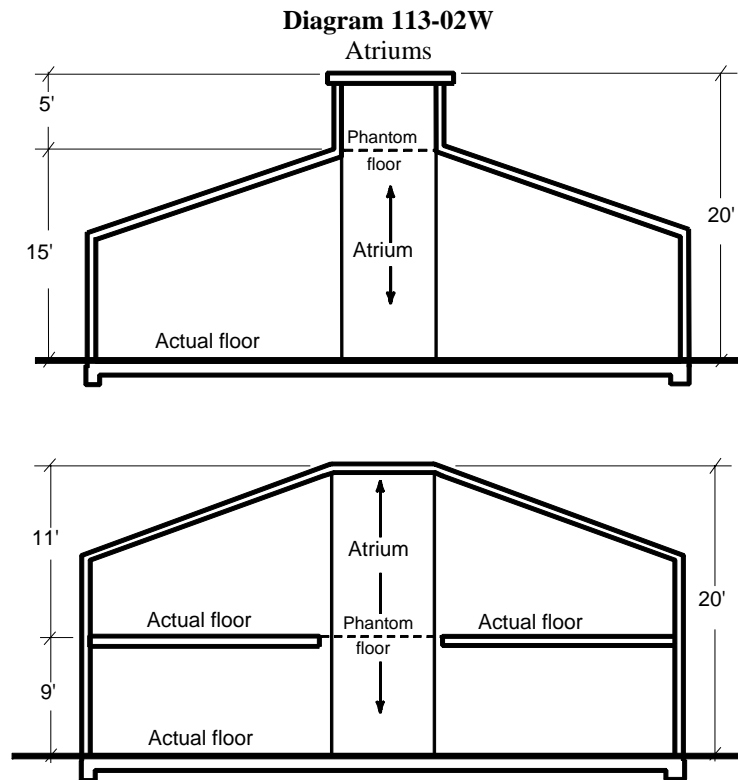 Diagram 113-02W
Atriums
5'
Phantom
floor
20'
15'
Atrium
Actual floor
11'
Atrium
20'
Actual floor
Phantom
floor
Actual floor
9'
Actual floor